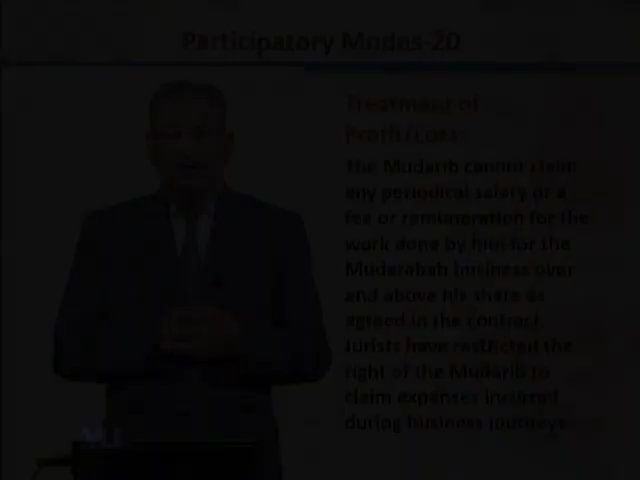 Participatory Modes-20
Treatment of
Profit/Loss
The Mudarib cannot claim
any periodical salary or a
fee or remuneration for the
work done by him for the
Mudarabah business over
and above his share as
agreed in the contract.
Jurists have restricted the
right of the Mudarib to
claim expenses incurred
during business journeys.